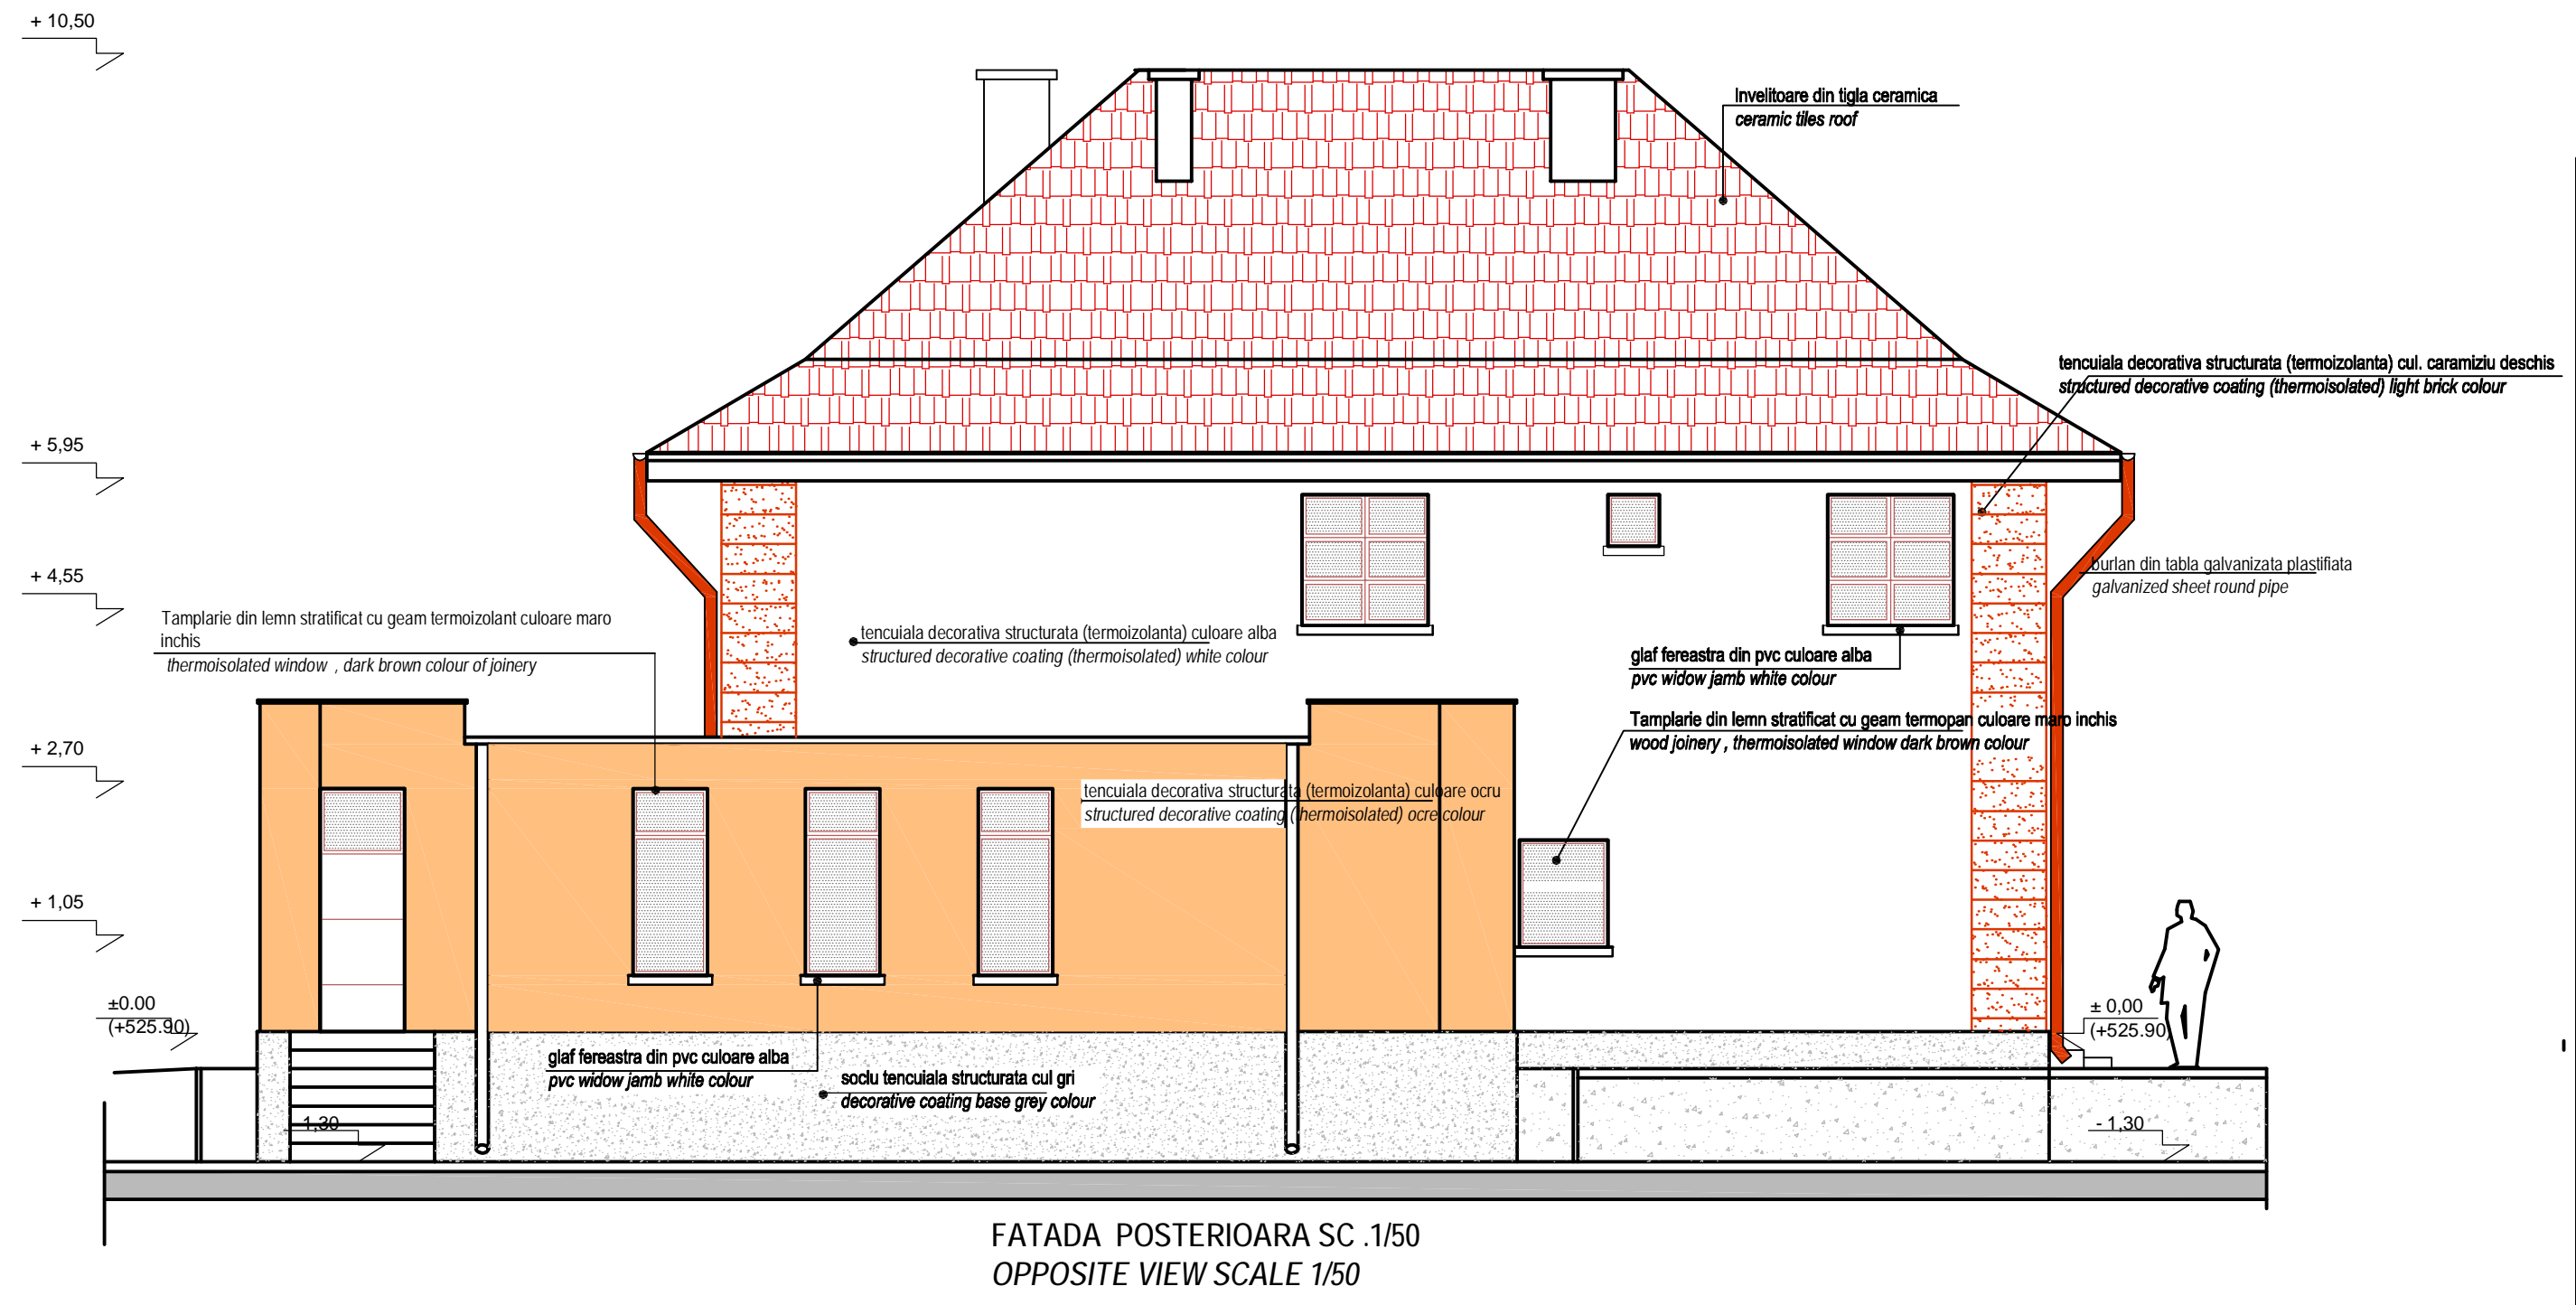 + 10,50
Invelitoare din tigla ceramica
ceramic tiles roof
tencuiala decorativa structurata (termoizolanta) cul. caramiziu deschis
structured decorative coating (thermoisolated) light brick colour
+ 5,95
burlan din tabla galvanizata plastifiata
galvanized sheet round pipe
+ 4,55
Tamplarie din lemn stratificat cu geam termoizolant culoare maro
inchis
thermoisolated window , dark brown colour of joinery
tencuiala decorativa structurata (termoizolanta) culoare alba
structured decorative coating (thermoisolated) white colour
glaf fereastra din pvc culoare alba
pvc widow jamb white colour
Tamplarie din lemn stratificat cu geam termopan culoare maro inchis
wood joinery , thermoisolated window dark brown colour
+ 2,70
tencuiala decorativa structurata (termoizolanta) culoare ocru
structured decorative coating (thermoisolated) ocre colour
+ 1,05
±0.00
(+525.90)
± 0,00
(+525.90)
glaf fereastra din pvc culoare alba
pvc widow jamb white colour
soclu tencuiala structurata cul gri
decorative coating base grey colour
- 1,30
- 1,30
FATADA POSTERIOARA SC .1/50
OPPOSITE VIEW SCALE 1/50